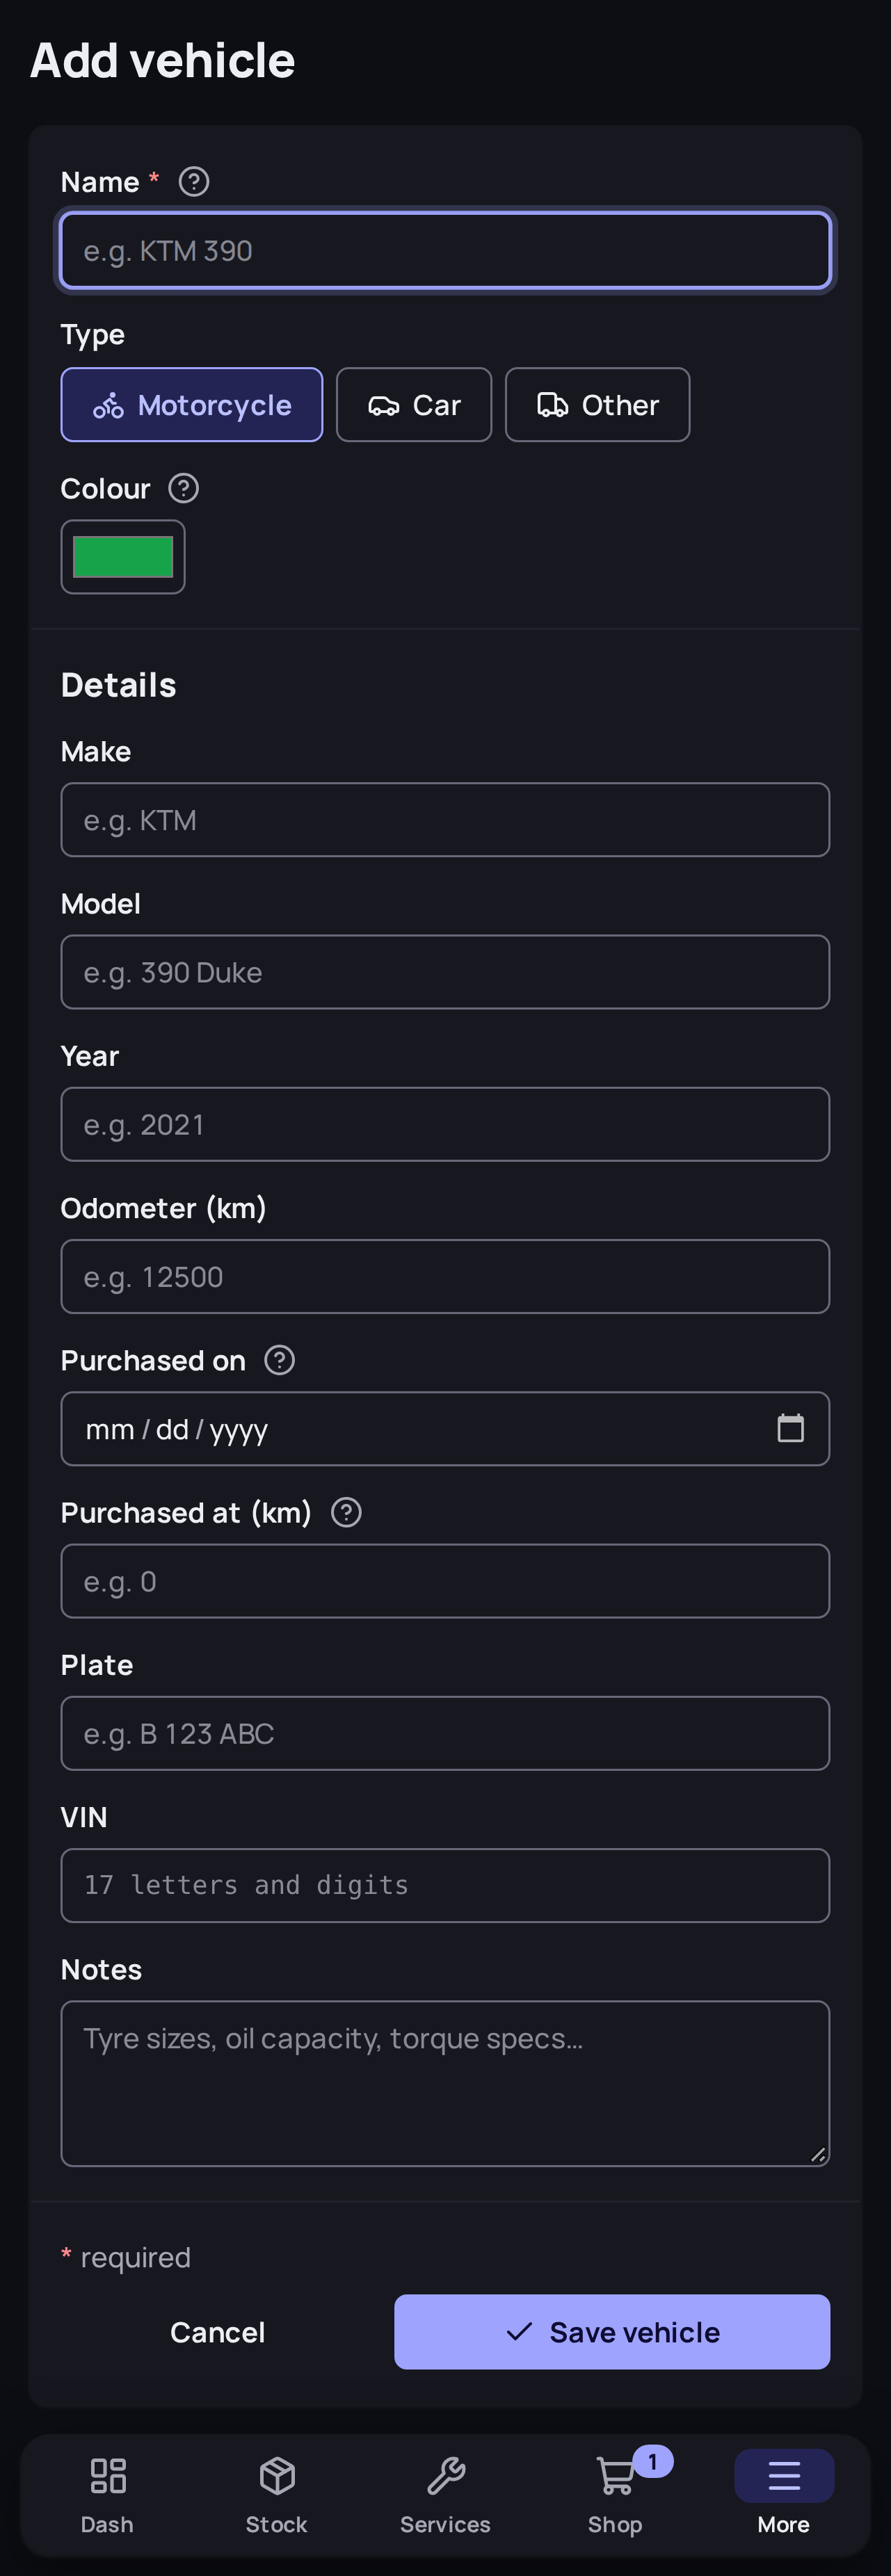 Add vehicle
Name *
e.g. KTM 390
Type
Motorcycle Car Other
Colour
Details
Make
e.g. KTM
Model
e.g. 390 Duke
Year
e.g. 2021
Odometer (km)
e.g. 12500
Purchased on
mm / dd / yyyy
Purchased at (km)
e.g. 0
Plate
e.g. B 123 ABC
VIN
17 letters and digits
Notes
Tyre sizes, oil capacity, torque specs…
* required
Cancel Save vehicle
1
Dash Stock Services Shop More